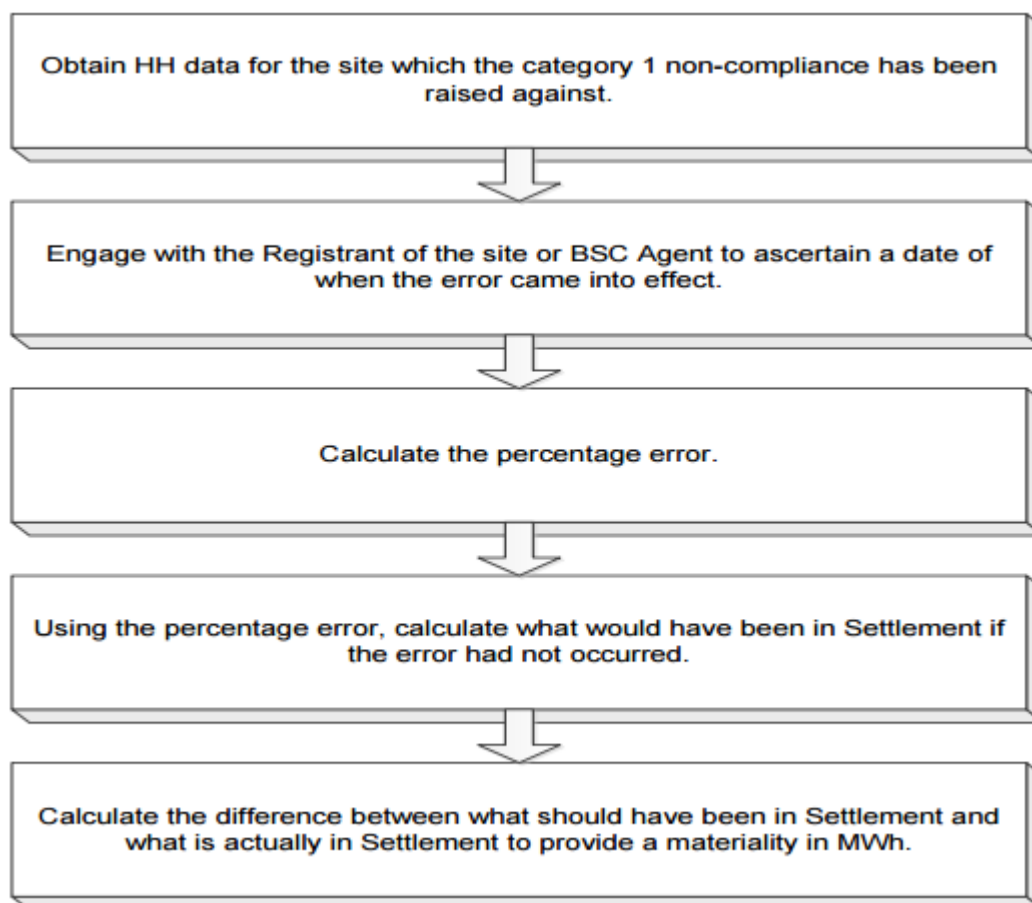 Obtain HH data for the site which the category 1 non-compliance has been
raised against.
Engage with the Registrant of the site or BSC Agent to ascertain a date of
when the error came into effect.
Calculate the percentage error.
Using the percentage error, calculate what would have been in Settlement if
the error had not occurred.
Calculate the difference between what should have been in Settlement and
what is actually in Settlement to provide a materiality in MWh.